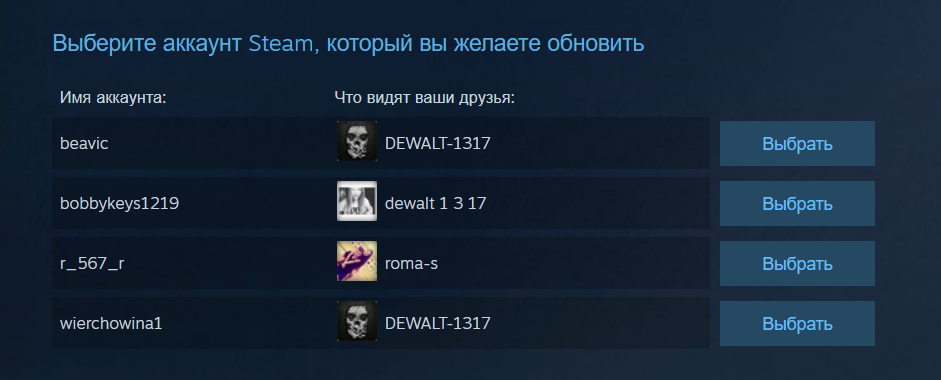 Выберите аккаунт Steam, который вы желаете обновить
Имя аккаунта: Что видят ваши друзья:
beavic DEWALT-1317 Выбрать
bobbykeys1219 dewalt 1 3 17 Выбрать
r_567_r roma-s Выбрать
wierchowina1 DEWALT-1317 Выбрать